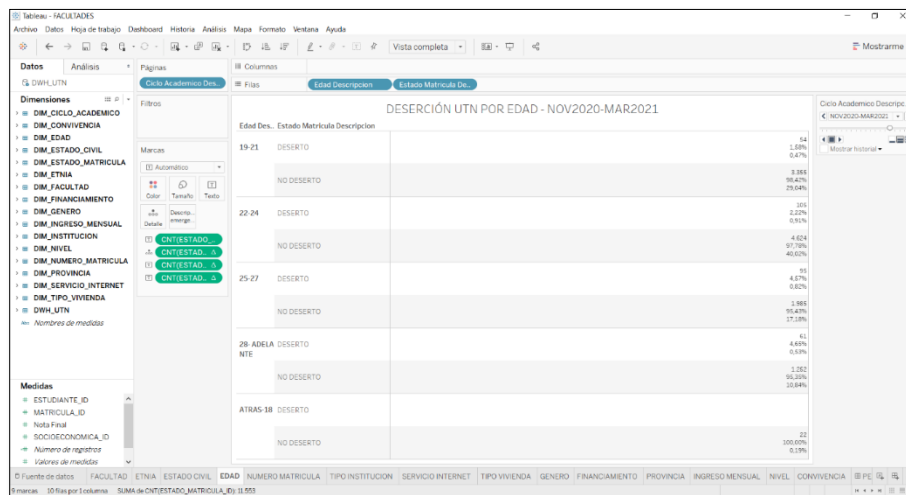 Tableau - FACULTADES
Archivo Datos Hoja de trabajo Dashboard Historia Análisis Mapa Formato Ventana Ayuda
Vista completa
Mostrarme
Datos Análisis
DWH_UTN
Dimensiones
DIM_CICLO_ACADEMICO
DIM_CONVIVENCIA
DIM_EDAD
DIM_ESTADO_CIVIL
DIM_ESTADO_MATRICULA
DIM_ETNIA
DIM_FACULTAD
DIM_FINANCIAMIENTO
DIM_GENERO
DIM_INGRESO_MENSUAL
DIM_INSTITUCION
DIM_NIVEL
DIM_NUMERO_MATRICULA
DIM_PROVINCIA
DIM_SERVICIO_INTERNET
DIM_TIPO_VIVIENDA
DWH_UTN
Abc Nombres de medidas
Medidas
ESTUDIANTE_ID
MATRICULA_ID
Nota Final
SOCIOECONOMICA_ID
Número de registros
Valores de medidas
Páginas
Ciclo Academico Des..
Filtros
Marcas
Automático
Color Tamaño Texto
Detalle Descrip... emerge...
CNT(ESTADO_..
CNT(ESTAD.. Δ
CNT(ESTAD.. Δ
CNT(ESTAD.. Δ
Columnas
Filas Edad Descripcion Estado Matricula De..
DESERCIÓN UTN POR EDAD - NOV2020-MAR2021
Edad Des.. Estado Matricula Descripcion
19-21 DESERTO 54
1,58%
0,47%
NO DESERTO 3.355
98,42%
29,04%
22-24 DESERTO 105
2,22%
0,91%
NO DESERTO 4.624
97,78%
40,02%
25-27 DESERTO 95
4,57%
0,82%
NO DESERTO 1.985
95,43%
17,18%
28- ADELA
NTE DESERTO 61
4,65%
0,53%
NO DESERTO 1.252
95,35%
10,84%
ATRAS-18 DESERTO
NO DESERTO 22
100,00%
0,19%
Ciclo Academico Descripc
NOV2020-MAR2021
Mostrar historial
Fuente de datos FACULTAD ETNIA ESTADO CIVIL EDAD NUMERO MATRICULA TIPO INSTITUCION SERVICIO INTERNET TIPO VIVIENDA GENERO FINANCIAMIENTO PROVINCIA INGRESO MENSUAL NIVEL CONVIVENCIA PE
9 marcas 10 filas por 1 columna SUMA de CNT(ESTADO_MATRICULA_ID): 11.553